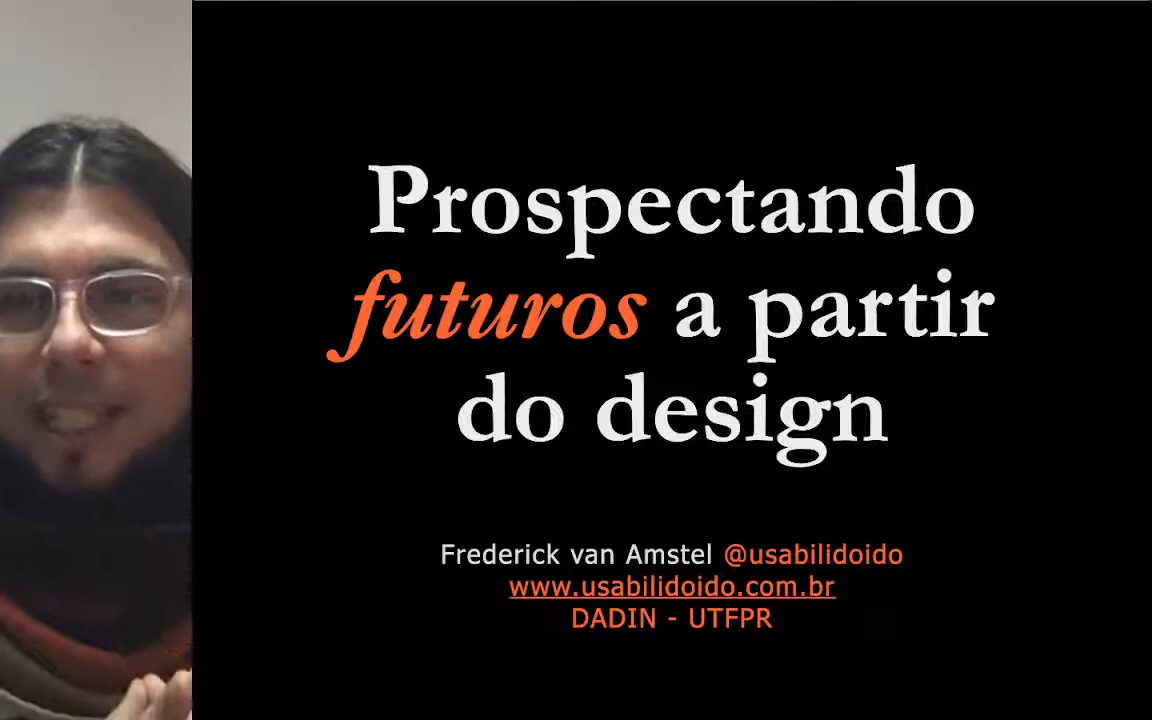 Prospectando
futuros a partir
do design
Frederick van Amstel @usabilidoido
www.usabilidoido.com.br
DADIN - UTFPR